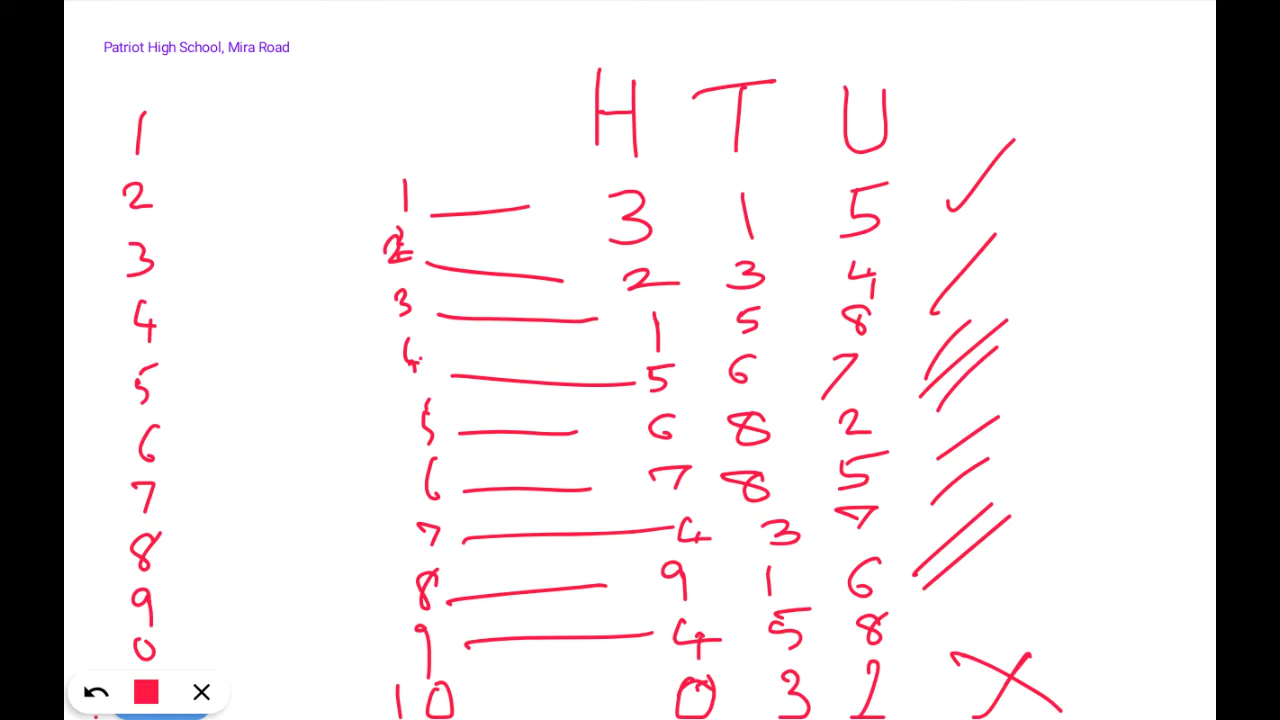 Patriot High School, Mira Road
H T U
1
2 1 3 1 5
3 2 2 3 4
4 3 1 5 8
5 4 5 6 7
6 5 6 8 2
7 6 7 8 5
8 7 4 3 7
9 8 9 1 6
0 9 4 5 8
10 0 3 2